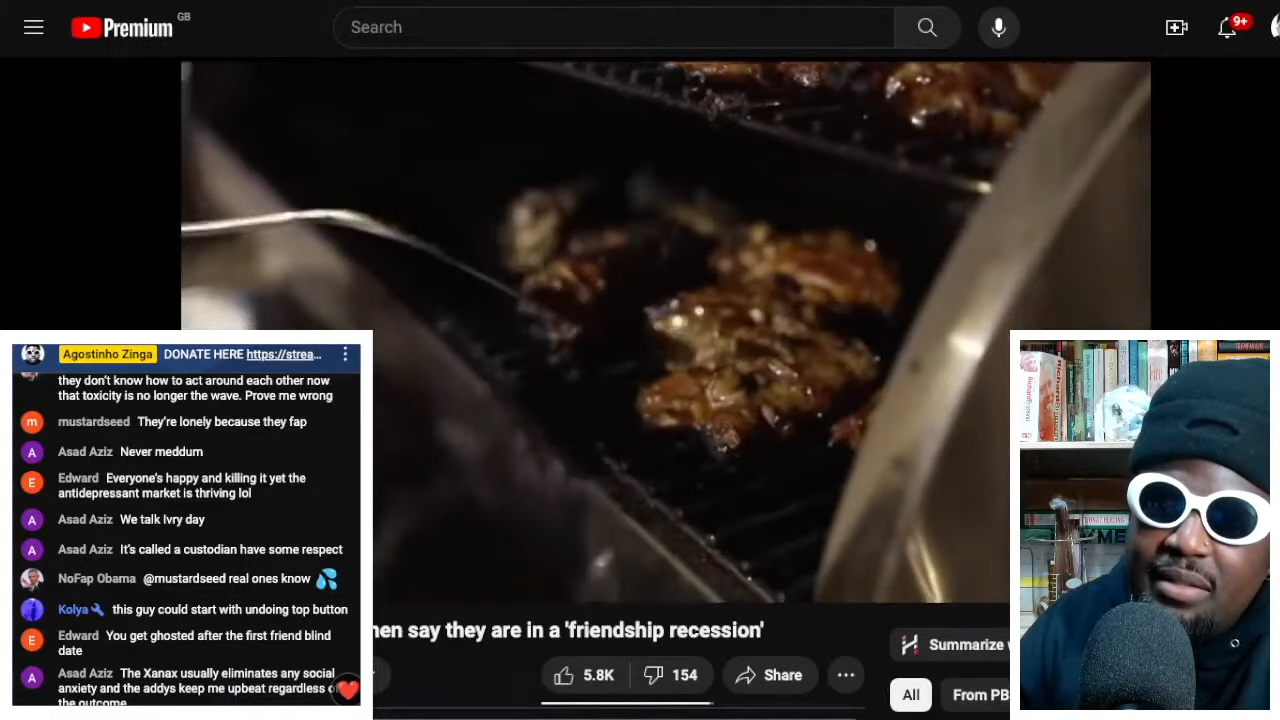 Premium GB
Search
9+
Agostinho Zinga DONATE HERE https://strea...
they don't know how to act around each other now
that toxicity is no longer the wave. Prove me wrong
m mustardseed They're lonely because they fap
A Asad Aziz Never meddum
E Edward Everyone's happy and killing it yet the
antidepressant market is thriving lol
A Asad Aziz We talk lvry day
A Asad Aziz It's called a custodian have some respect
NoFap Obama @mustardseed real ones know
Kolya this guy could start with undoing top button
E Edward You get ghosted after the first friend blind
date
A Asad Aziz The Xanax usually eliminates any social
anxiety and the addys keep me upbeat regardless
the outcome
men say they are in a 'friendship recession'
Summarize
5.8K
154
Share
All
From PB